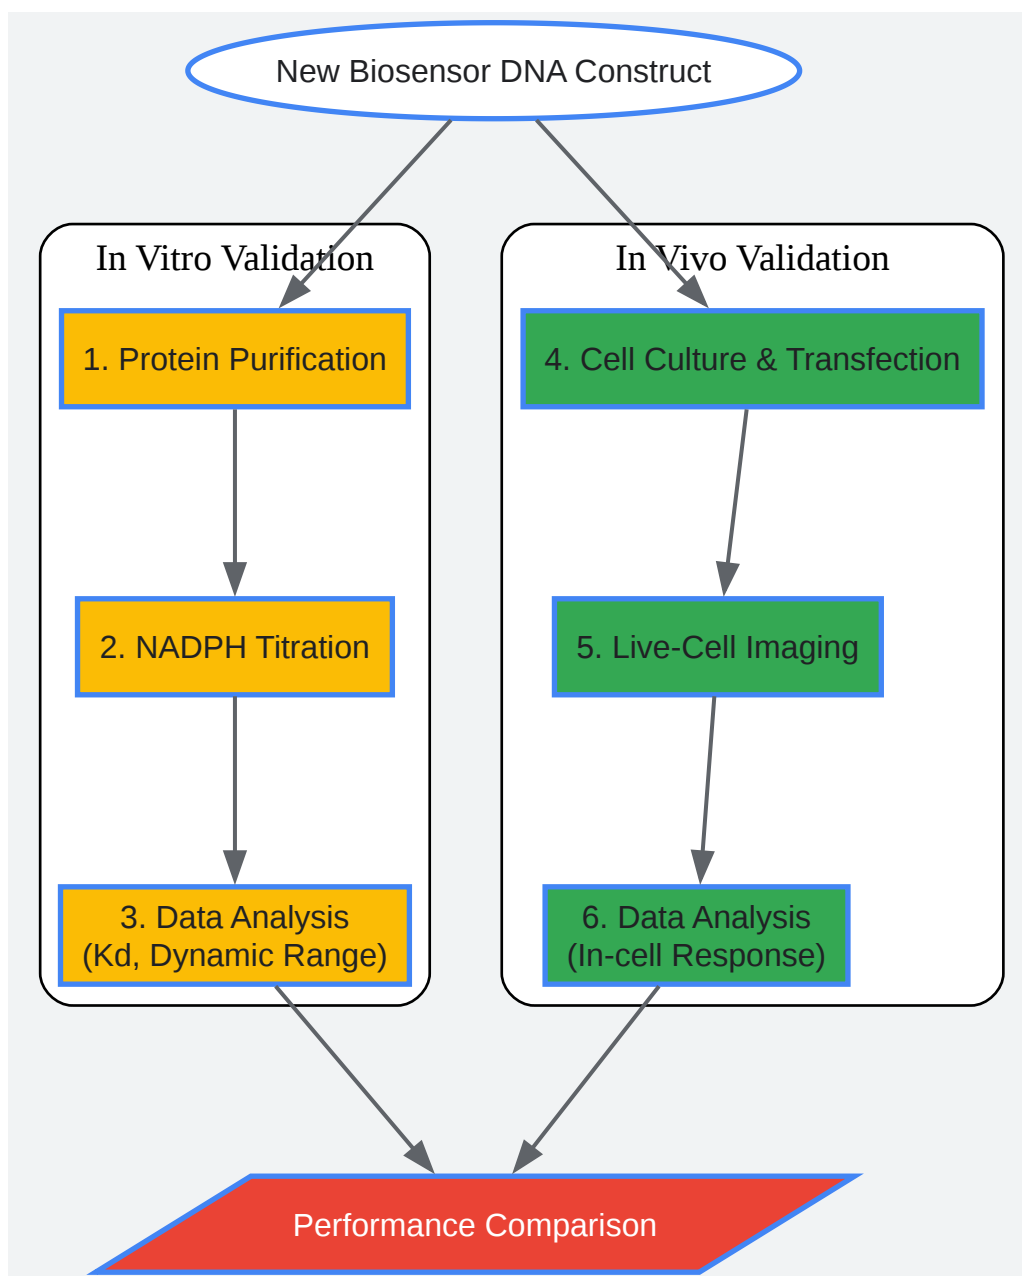 New Biosensor DNA Construct
In Vitro Validation
1. Protein Purification
2. NADPH Titration
3. Data Analysis
(Kd, Dynamic Range)
In Vivo Validation
4. Cell Culture & Transfection
5. Live-Cell Imaging
6. Data Analysis
(In-cell Response)
Performance Comparison